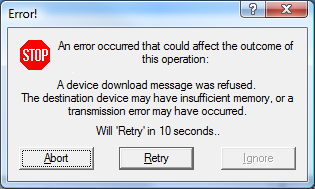 Error!
STOP
An error occurred that could affect the outcome of
this operation:
A device download message was refused.
The destination device may have insufficient memory, or a
transmission error may have occurred.
Will 'Retry' in 10 seconds..
Abort
Retry
Ignore